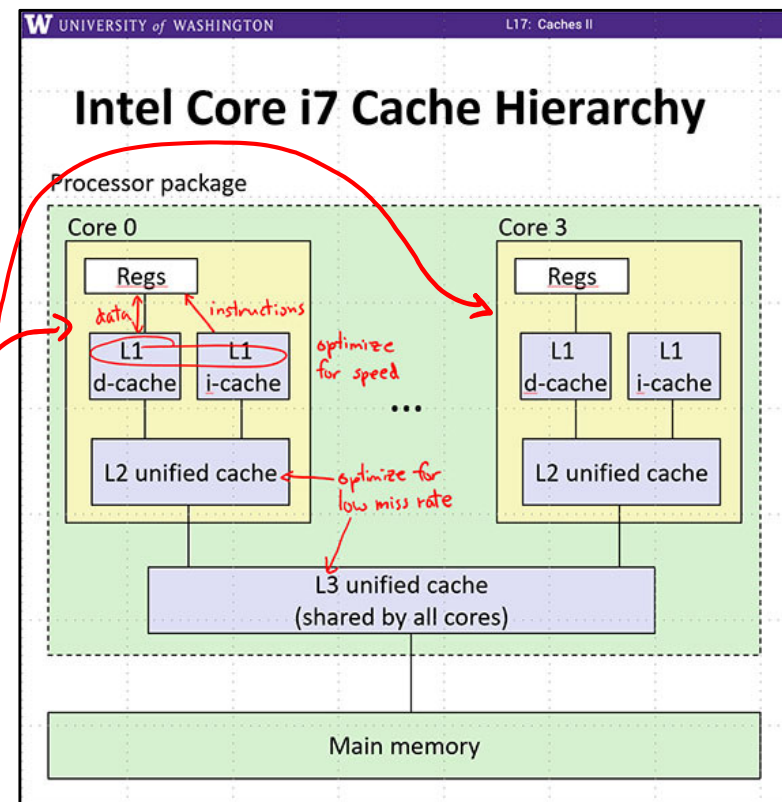 W UNIVERSITY of WASHINGTON
L17: Caches II
Intel Core i7 Cache Hierarchy
Processor package
Core 0
Core 3
Regs
Regs
data
instructions
L1
d-cache
L1
i-cache
optimize
for speed
...
L1
d-cache
L1
i-cache
L2 unified cache
optimize for
low miss rate
L2 unified cache
L3 unified cache
(shared by all cores)
Main memory